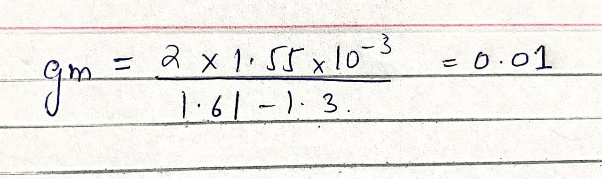 gm = 2 × 1.55 × 10^-3 / 1.61 - 1.3. = 0.01